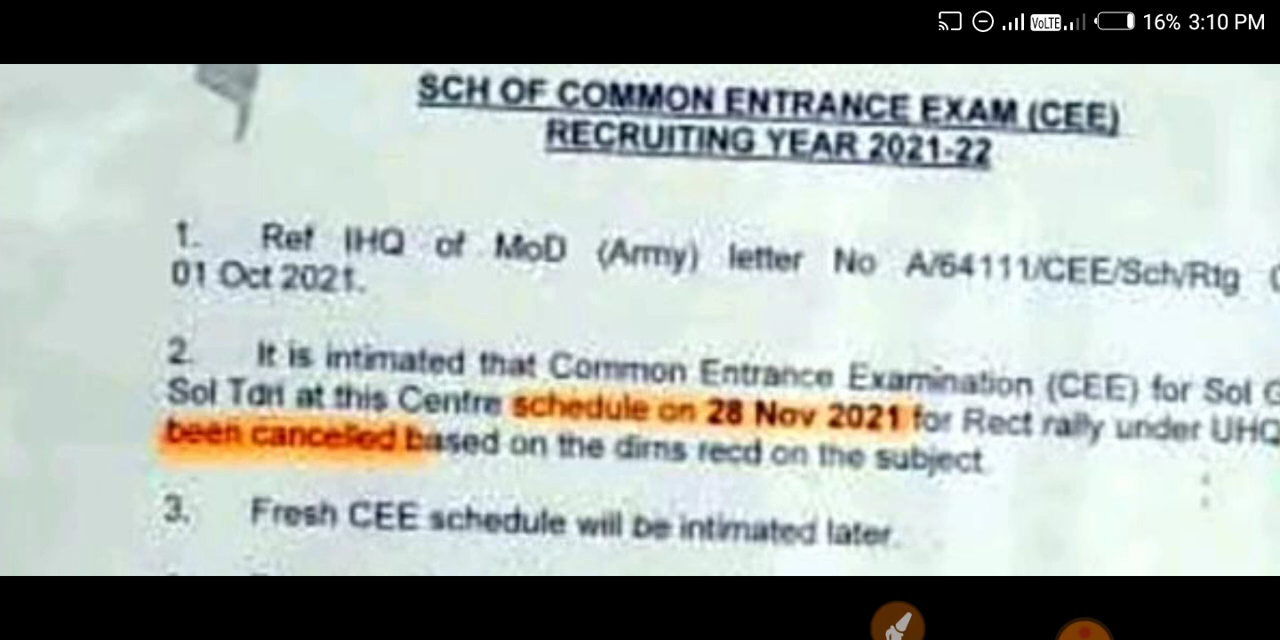 VoLTE 16% 3:10 PM
SCH OF COMMON ENTRANCE EXAM (CEE)
RECRUITING YEAR 2021-22
1. Ref IHQ of MoD (Army) letter No A/64111/CEE/Sch/Rtg (
01 Oct 2021.
2. It is intimated that Common Entrance Examination (CEE) for Sol
Sol Tdn at this Centre schedule on 28 Nov 2021 for Rect rally under UHQ
been cancelled based on the dirns recd on the subject
3. Fresh CEE schedule will be intimated later.